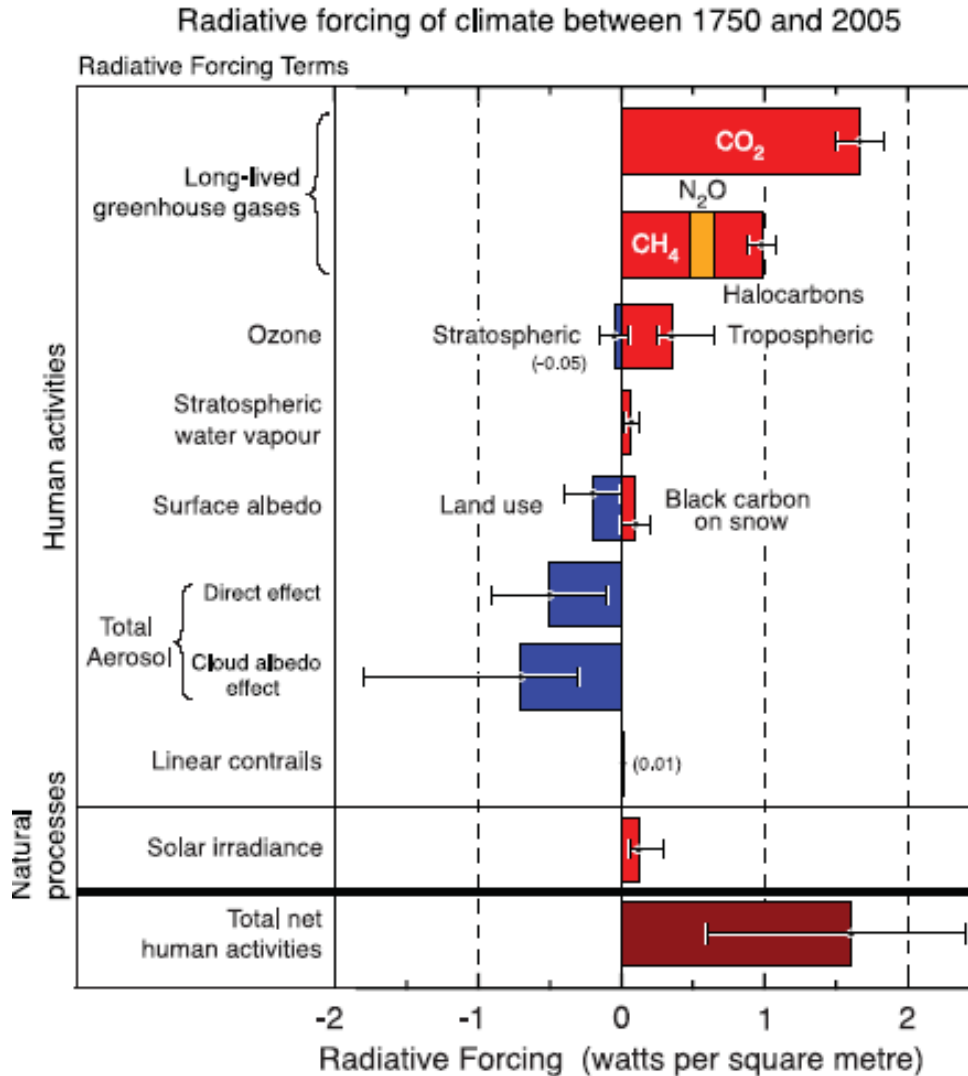 Radiative forcing of climate between 1750 and 2005
Radiative Forcing Terms
Human activities
Long-lived
greenhouse gases
CO₂
N₂O
CH₄
Halocarbons
Ozone
Stratospheric
(-0.05)
Tropospheric
Stratospheric
water vapour
Surface albedo
Land use
Black carbon
on snow
Total
Aerosol
Direct effect
Cloud albedo
effect
Linear contrails
(0.01)
Natural
processes
Solar irradiance
Total net
human activities
-2 -1 0 1 2
Radiative Forcing (watts per square metre)